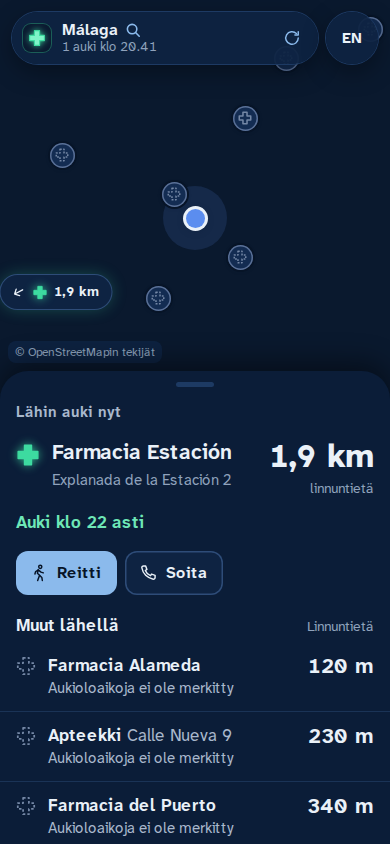 Málaga
1 auki klo 20.41
EN
1,9 km
© OpenStreetMapin tekijät
Lähin auki nyt
Farmacia Estación
1,9 km
Explanada de la Estación 2
linnuntietä
Auki klo 22 asti
Reitti
Soita
Muut lähellä
Linnuntietä
Farmacia Alameda
120 m
Aukioloaikoja ei ole merkitty
Apteekki Calle Nueva 9
230 m
Aukioloaikoja ei ole merkitty
Farmacia del Puerto
340 m
Aukioloaikoja ei ole merkitty